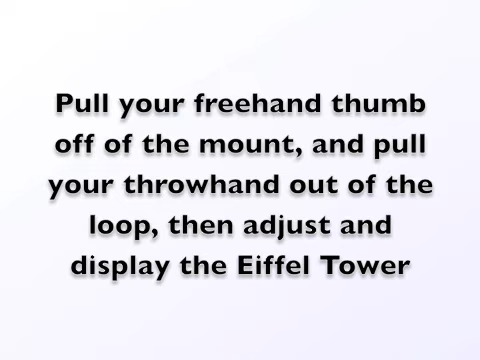 Pull your freehand thumb
off of the mount, and pull
your throwhand out of the
loop, then adjust and
display the Eiffel Tower